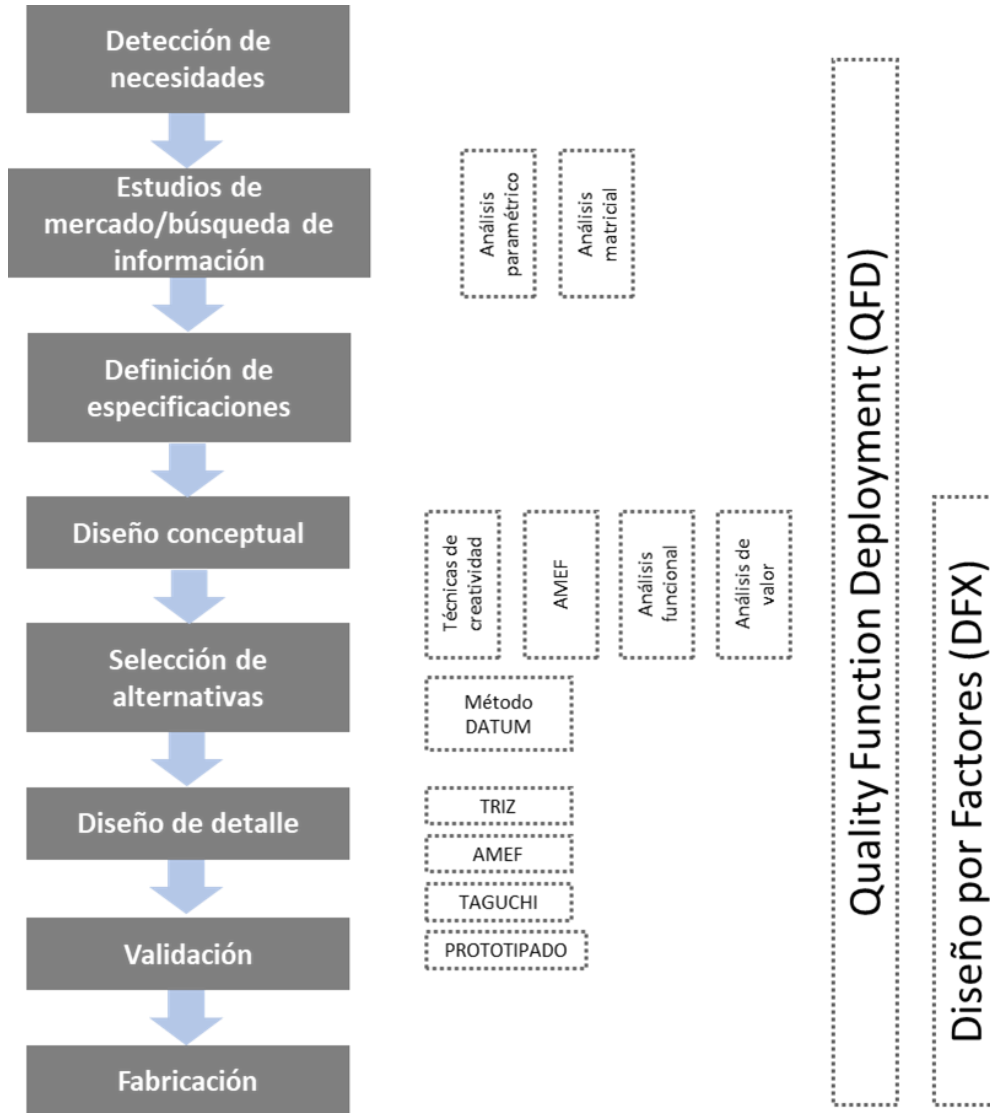 Detección de
necesidades
Estudios de
mercado/búsqueda de
información
Definición de
especificaciones
Diseño conceptual
Selección de
alternativas
Diseño de detalle
Validación
Fabricación
Análisis
paramétrico
Análisis
matricial
Técnicas de
creatividad
AMEF
Análisis
funcional
Análisis de
valor
Método
DATUM
TRIZ
AMEF
TAGUCHI
PROTOTIPADO
Quality Function Deployment (QFD)
Diseño por Factores (DFX)